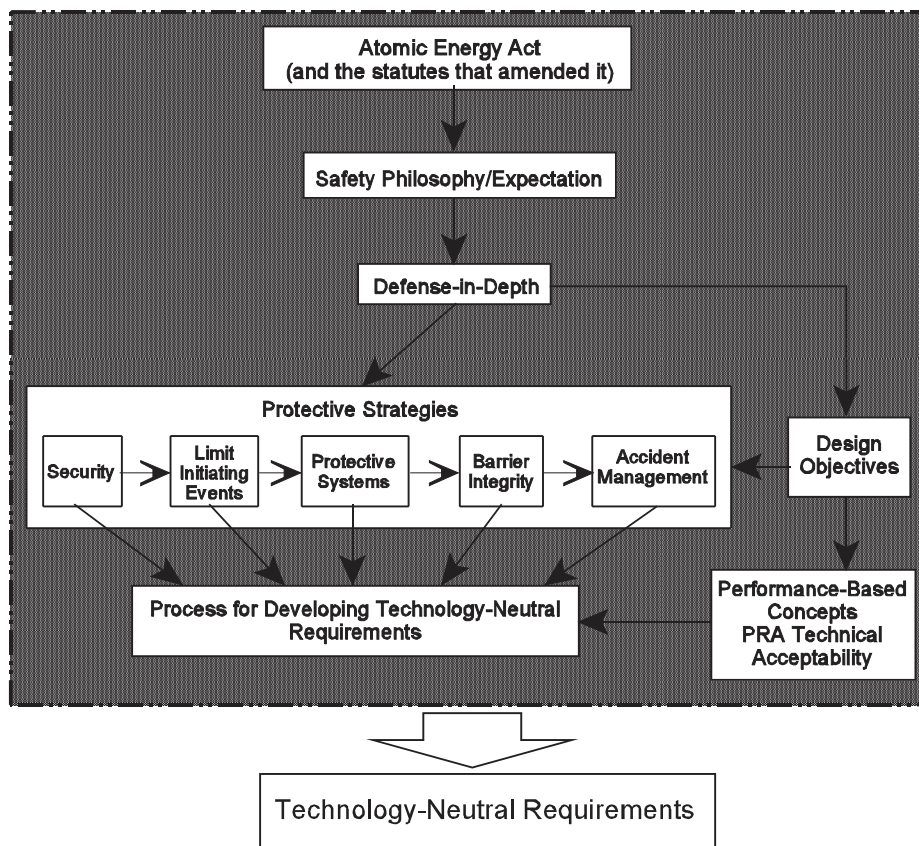 Atomic Energy Act
(and the statutes that amended it)
Safety Philosophy/Expectation
Defense-in-Depth
Protective Strategies
Security
Limit
Initiating
Events
Protective
Systems
Barrier
Integrity
Accident
Management
Design
Objectives
Process for Developing Technology-Neutral
Requirements
Performance-Based
Concepts
PRA Technical
Acceptability
Technology-Neutral Requirements